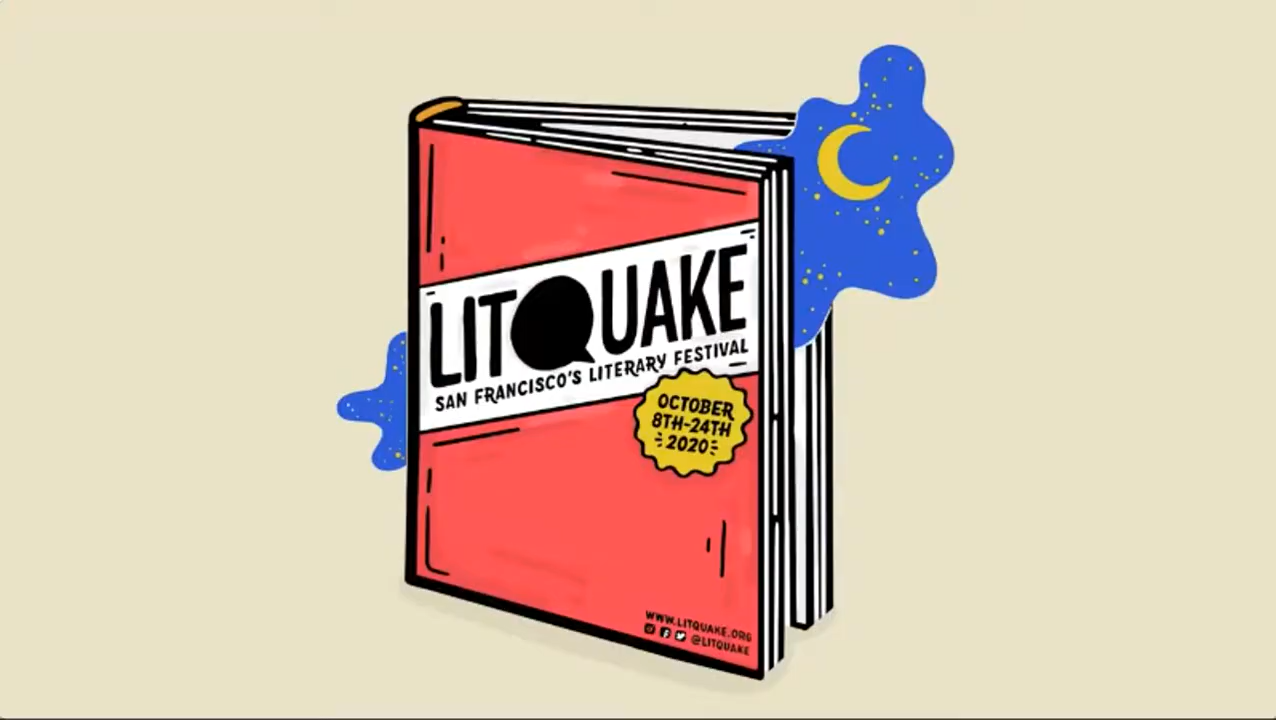 LITQUAKE
SAN FRANCISCO'S LITERARY FESTIVAL
OCTOBER
8TH-24TH
2020
WWW.LITQUAKE.ORG
@LITQUAKE